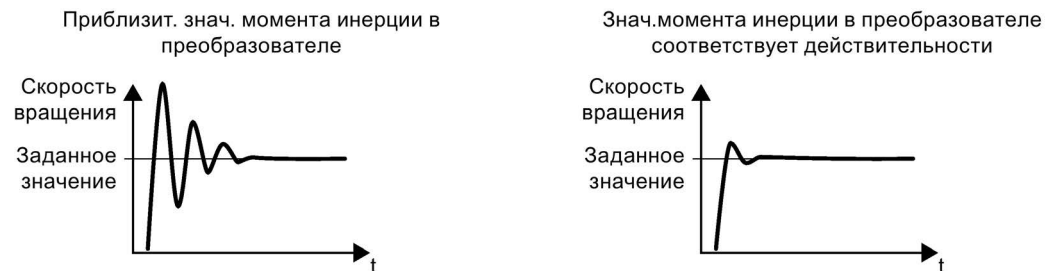 Приблизит. знач. момента инерции в
преобразователе
Скорость
вращения
Заданное
значение
t
Знач.момента инерции в преобразователе
соответствует действительности
Скорость
вращения
Заданное
значение
t